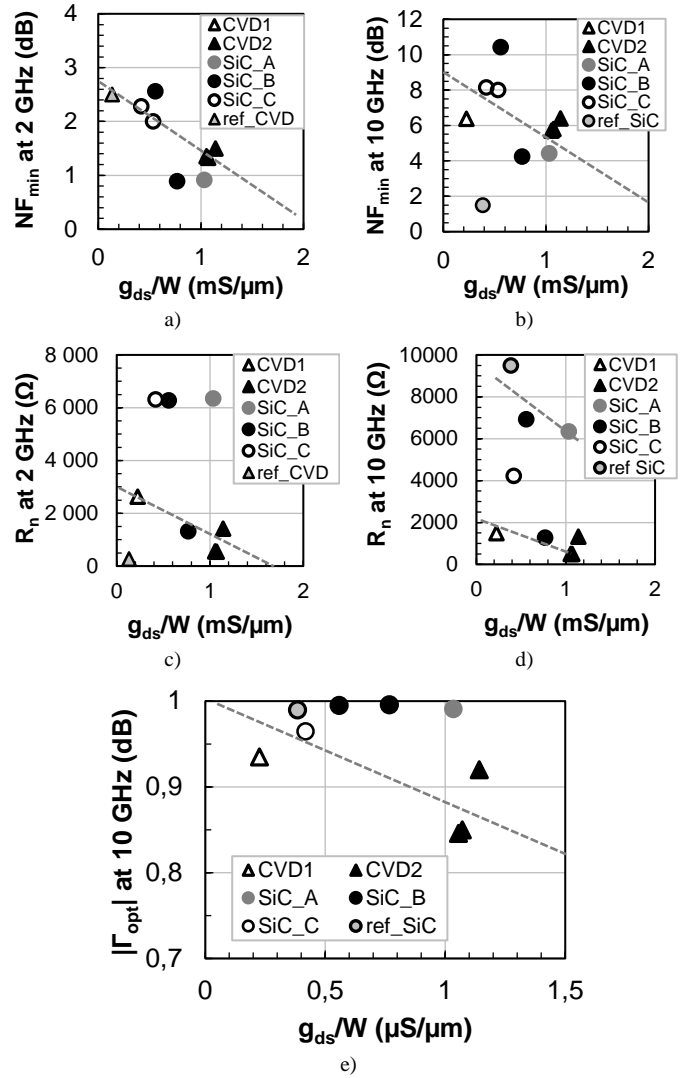 NFmin at 2 GHz (dB)
4
3
2
1
0
0 1 2
gds/W (mS/µm)
CVD1
CVD2
SiC_A
SiC_B
SiC_C
ref_CVD
a)
NFmin at 10 GHz (dB)
12
10
8
6
4
2
0
0 1 2
gds/W (mS/µm)
CVD1
CVD2
SiC_A
SiC_B
SiC_C
ref_SiC
b)
Rn at 2 GHz (Ω)
8 000
6 000
4 000
2 000
0
0 1 2
gds/W (mS/µm)
CVD1
CVD2
SiC_A
SiC_B
SiC_C
ref_CVD
c)
Rn at 10 GHz (Ω)
10000
8000
6000
4000
2000
0
0 1 2
gds/W (mS/µm)
CVD1
CVD2
SiC_A
SiC_B
SiC_C
ref SiC
d)
|Γopt| at 10 GHz (dB)
1
0,9
0,8
0,7
0 0,5 1 1,5
gds/W (µS/µm)
CVD1 CVD2
SiC_A SiC_B
SiC_C ref_SiC
e)